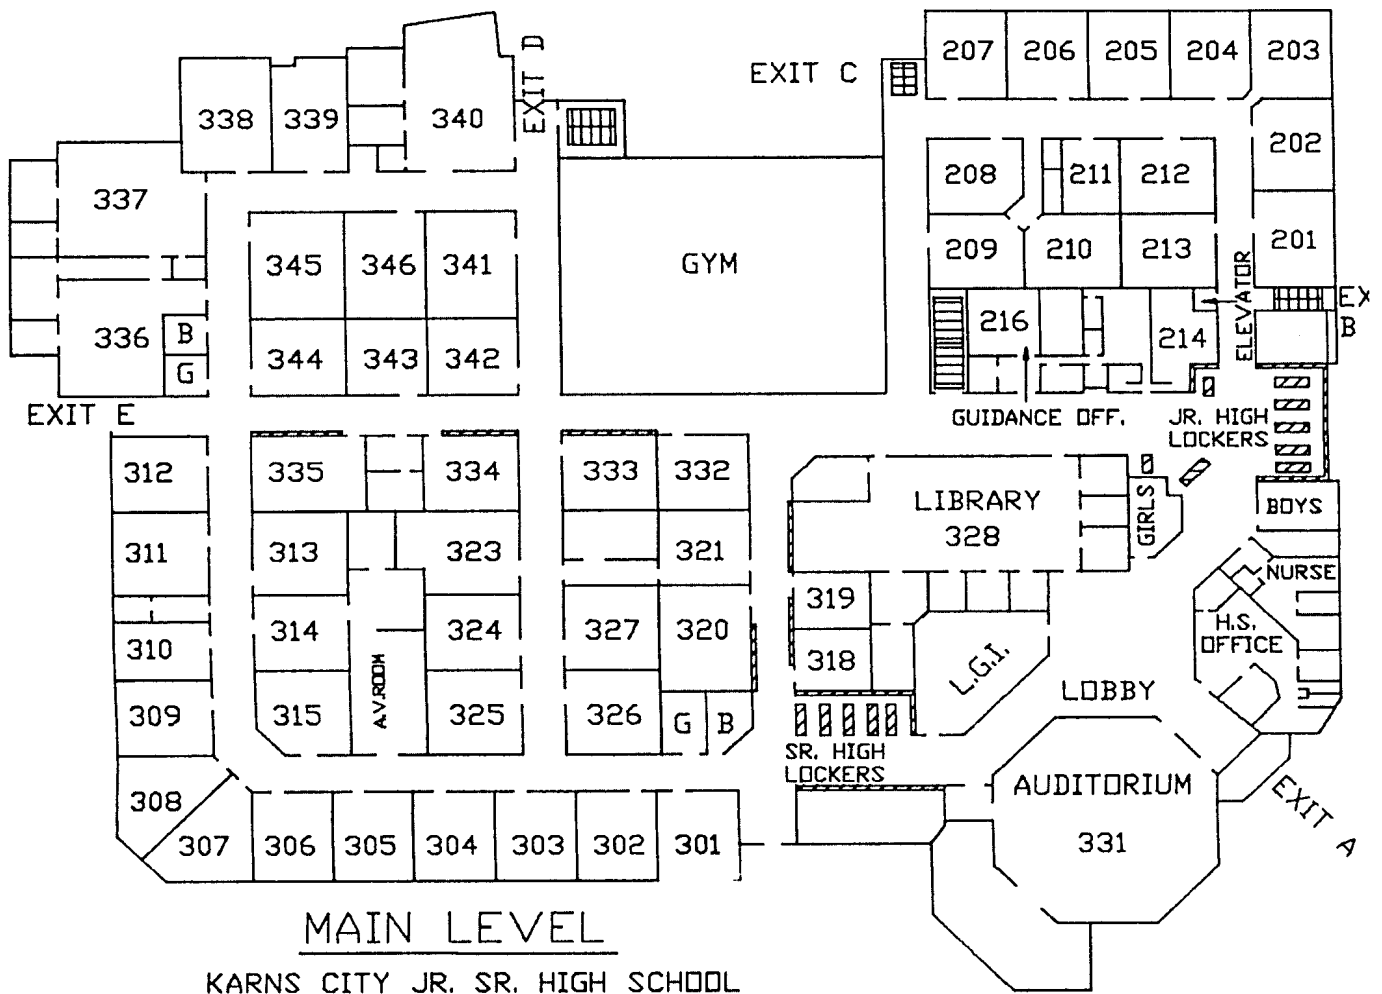 207 206 205 204 203
EXIT C
EXIT D
338 339 340
202
208 211 212
337
209 210 213 201
345 346 341 GYM
ELEVATOR
EX
B
216 214
336 B
G
344 343 342
EXIT E
GUIDANCE OFF. JR. HIGH
LOCKERS
312 335 334 333 332
LIBRARY
328
GIRLS
BOYS
311 313 323 321
NURSE
319
310 314 324 327 320
H.S.
OFFICE
318 L.G.I.
A.V.ROOM
LOBBY
309 315 325 326 G B
SR. HIGH
LOCKERS
AUDITORIUM
331
EXIT A
308
307 306 305 304 303 302 301
MAIN LEVEL
KARNS CITY JR. SR. HIGH SCHOOL